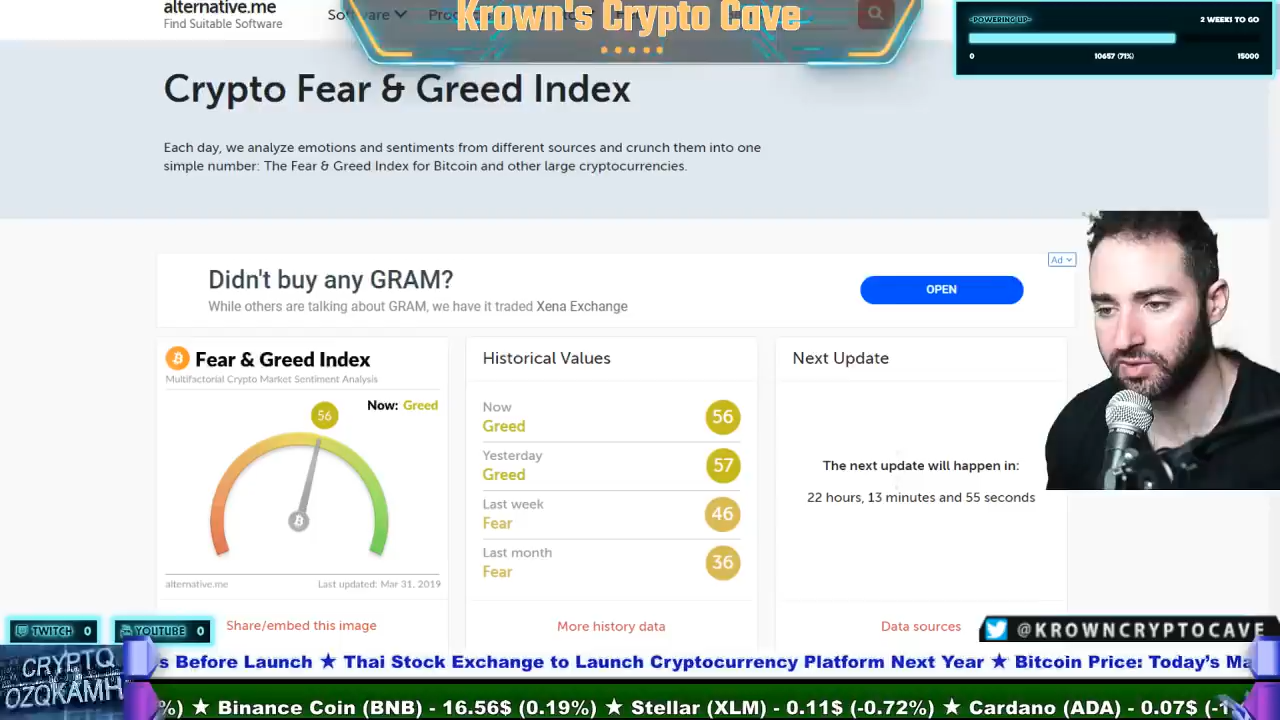 alternative.me
Find Suitable Software
Krown's Crypto Cave
-POWERING UP-
2 WEEKS TO GO
0
10657 (71%)
15000
Crypto Fear & Greed Index
Each day, we analyze emotions and sentiments from different sources and crunch them into one
simple number: The Fear & Greed Index for Bitcoin and other large cryptocurrencies.
Ad
Didn't buy any GRAM?
While others are talking about GRAM, we have it traded Xena Exchange
OPEN
Fear & Greed Index
Multifactorial Crypto Market Sentiment Analysis
Now: Greed
56
alternative.me
Last updated: Mar 31, 2019
Share/embed this image
Historical Values
Now
Greed
56
Yesterday
Greed
57
Last week
Fear
46
Last month
Fear
36
More history data
Next Update
The next update will happen in:
22 hours, 13 minutes and 55 seconds
Data sources
TWITCH 0
YOUTUBE 0
@KROWNCRYPTOCAVE
CRYPTO
OZQKAMH
s Before Launch ★ Thai Stock Exchange to Launch Cryptocurrency Platform Next Year ★ Bitcoin Price: Today's Ma
%) ★ Binance Coin (BNB) - 16.56$ (0.19%) ★ Stellar (XLM) - 0.11$ (-0.72%) ★ Cardano (ADA) - 0.07$ (-1